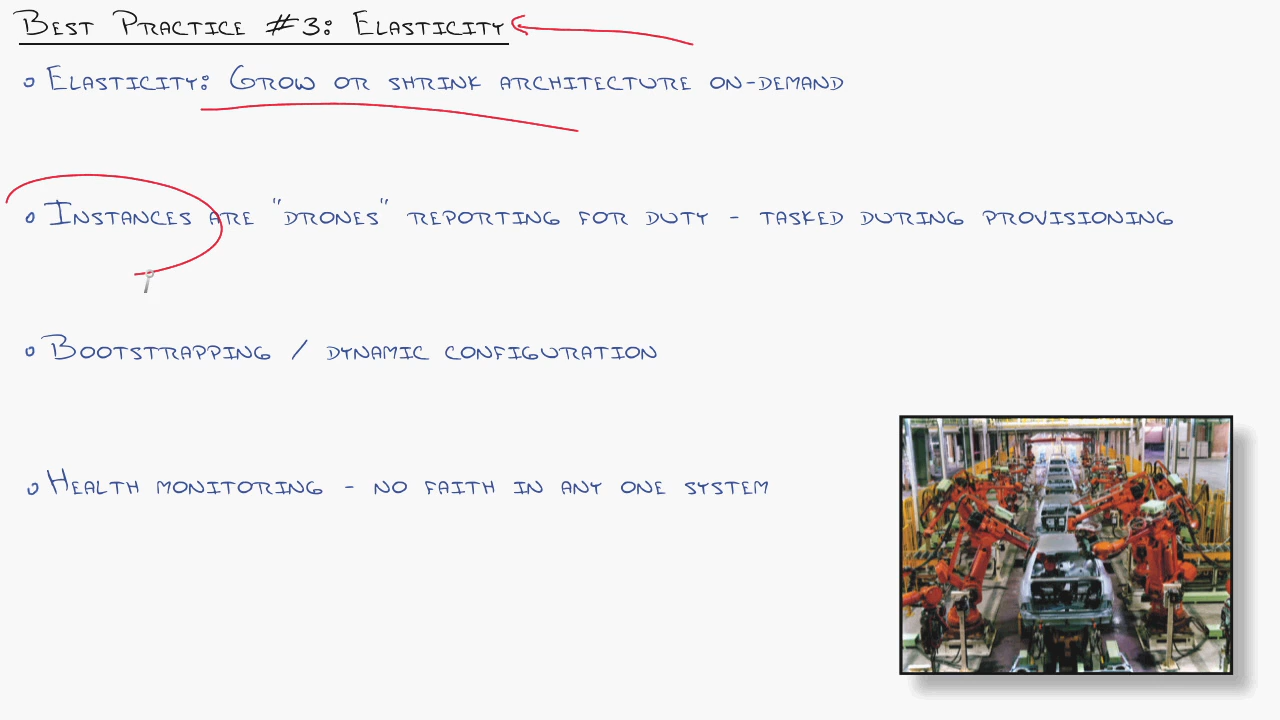 Best Practice #3: Elasticity
Elasticity: Grow or shrink architecture on-demand
Instances are "drones" reporting for duty - tasked during provisioning
Bootstrapping / dynamic configuration
Health monitoring - no faith in any one system